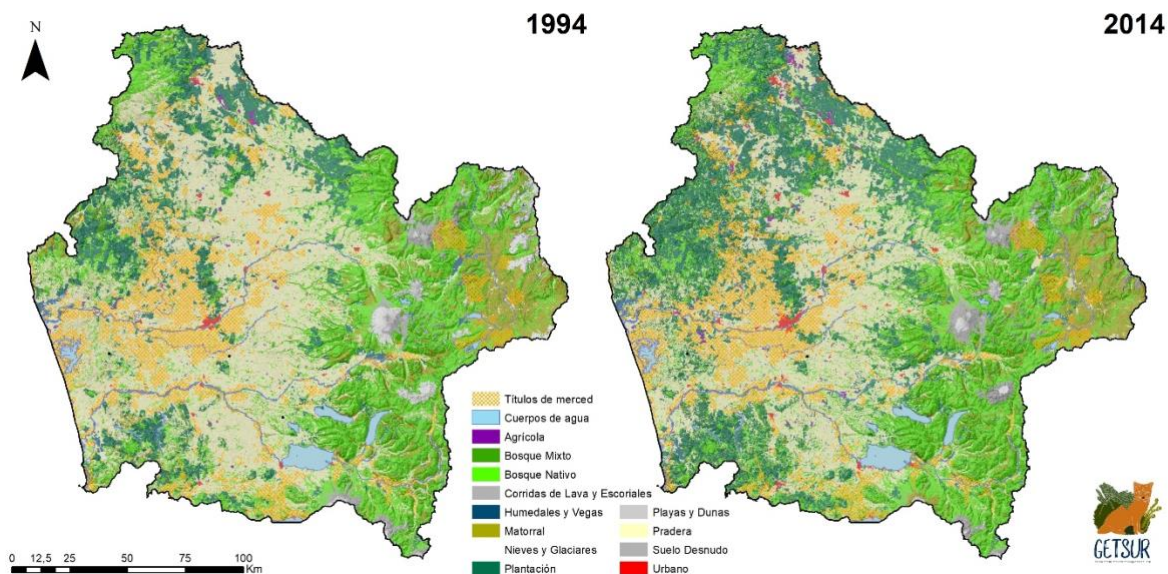 1994
2014
N
Títulos de merced
Cuerpos de agua
Agrícola
Bosque Mixto
Bosque Nativo
Corridas de Lava y Escoriales
Humedales y Vegas
Matorral
Nieves y Glaciares
Plantación
Playas y Dunas
Pradera
Suelo Desnudo
Urbano
0 12,5 25 50 75 100
Km
GETSUR